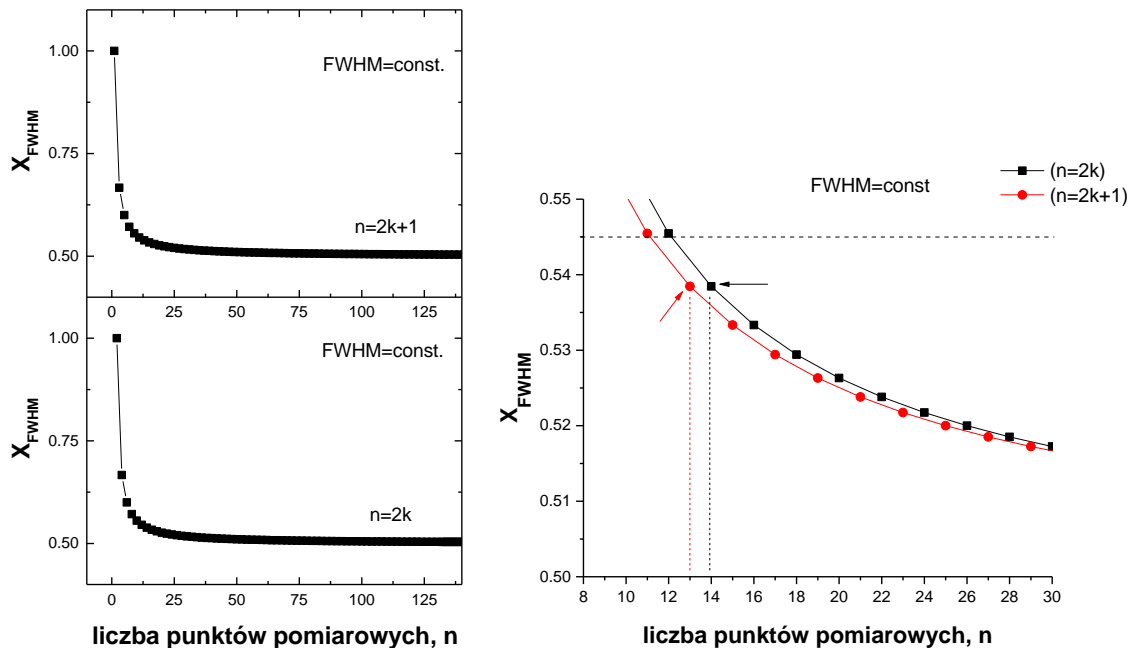 1.00
0.75
0.50
X_FWHM
FWHM=const.
n=2k+1
0 25 50 75 100 125
1.00
0.75
0.50
X_FWHM
FWHM=const.
n=2k
0 25 50 75 100 125
liczba punktów pomiarowych, n
(n=2k)
(n=2k+1)
FWHM=const
0.55
0.54
0.53
0.52
0.51
0.50
X_FWHM
8 10 12 14 16 18 20 22 24 26 28 30
liczba punktów pomiarowych, n